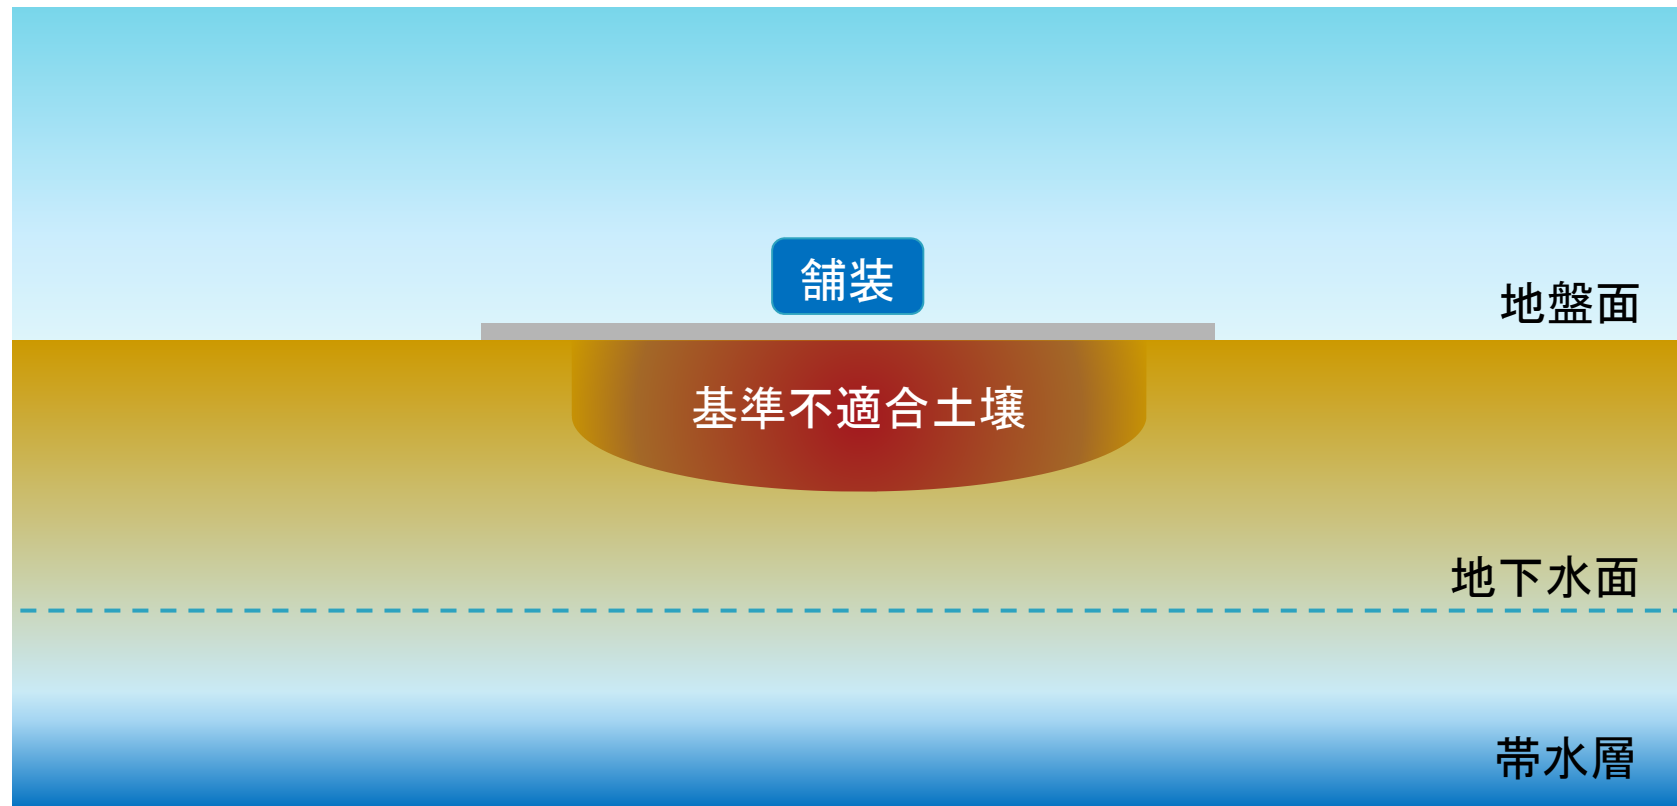 舗装
地盤面
基準不適合土壌
地下水面
帯水層